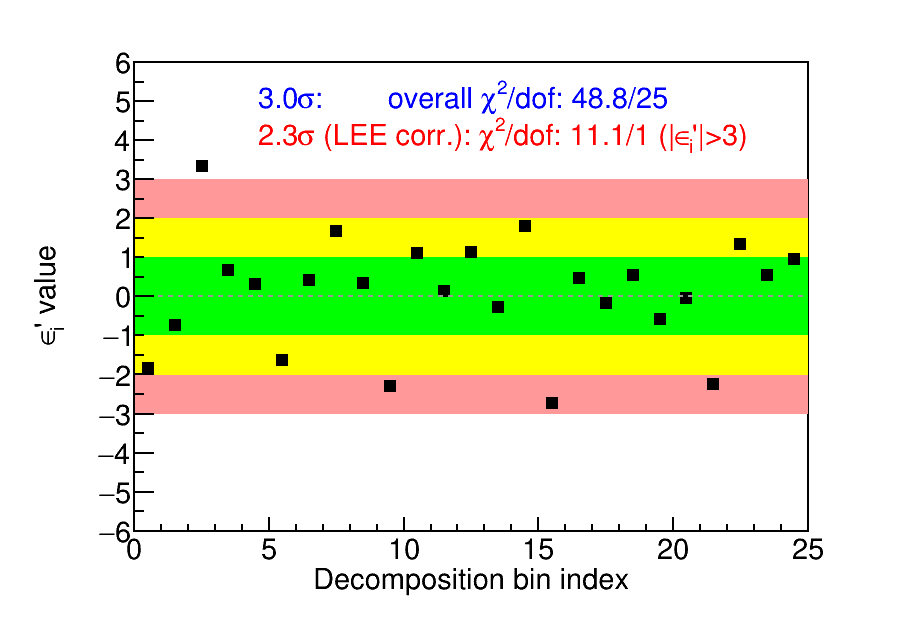 3.0σ: overall χ²/dof: 48.8/25
2.3σ (LEE corr.): χ²/dof: 11.1/1 (|ϵᵢ'|>3)
6
5
4
3
2
1
0
−1
−2
−3
−4
−5
−6
ϵᵢ' value
0 5 10 15 20 25
Decomposition bin index